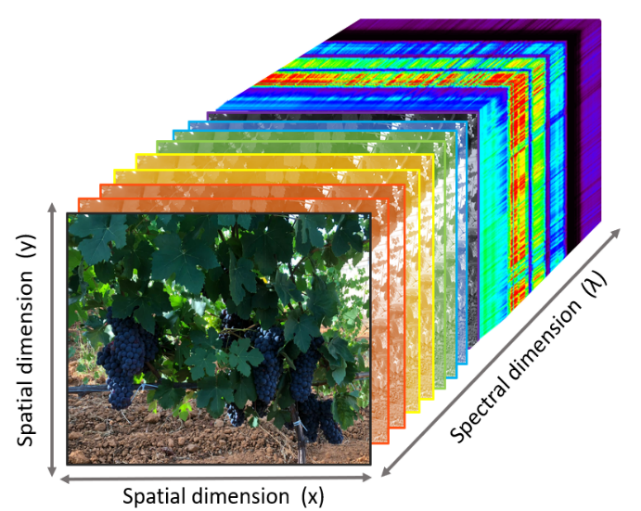 Spatial dimension  (y)
Spatial dimension  (x)
Spectral dimension (λ)